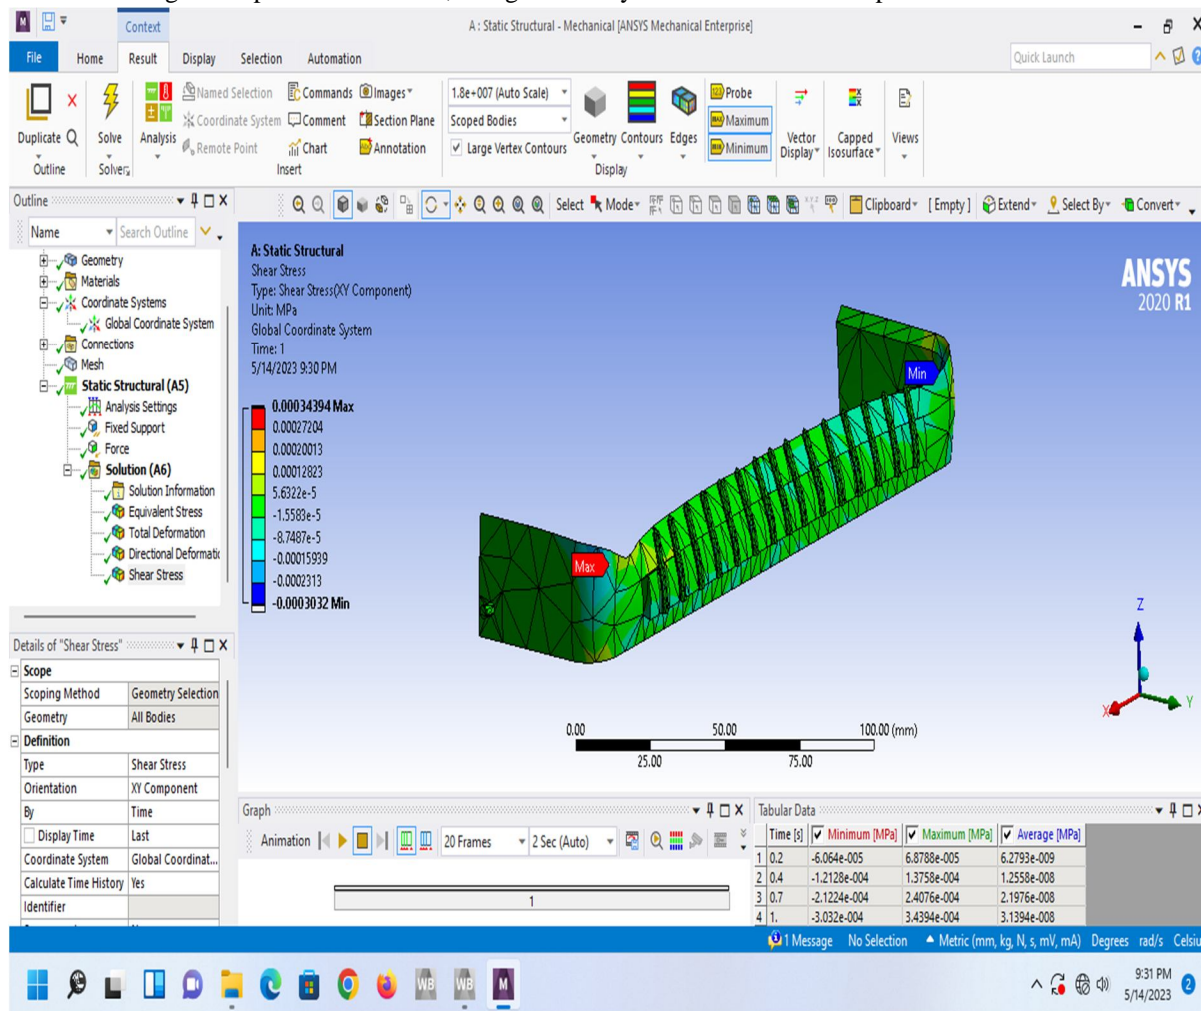 A : Static Structural - Mechanical [ANSYS Mechanical Enterprise]
Context
File Home Result Display Selection Automation
Quick Launch
Duplicate
Outline
Solve
Solver
Analysis
Named Selection
Coordinate System
Remote Point
Commands
Comment
Chart
Images
Section Plane
Annotation
Insert
1.8e+007 (Auto Scale)
Scoped Bodies
Large Vertex Contours
Geometry Contours Edges
Probe
Maximum
Minimum
Display
Vector Display
Capped Isosurface
Views
Outline
Name Search Outline
Select Mode Clipboard [ Empty ] Extend Select By Convert
Geometry
Materials
Coordinate Systems
Global Coordinate System
Connections
Mesh
Static Structural (A5)
Analysis Settings
Fixed Support
Force
Solution (A6)
Solution Information
Equivalent Stress
Total Deformation
Directional Deformatic
Shear Stress
A: Static Structural
Shear Stress
Type: Shear Stress(XY Component)
Unit: MPa
Global Coordinate System
Time: 1
5/14/2023 9:30 PM
0.00034394 Max
0.00027204
0.00020013
0.00012823
5.6322e-5
-1.5583e-5
-8.7487e-5
-0.00015939
-0.0002313
-0.0003032 Min
ANSYS
2020 R1
Min
Max
Z
X
Y
0.00 50.00 100.00 (mm)
25.00 75.00
Details of "Shear Stress"
Scope
Scoping Method Geometry Selection
Geometry All Bodies
Definition
Type Shear Stress
Orientation XY Component
By Time
Display Time Last
Coordinate System Global Coordinat...
Calculate Time History Yes
Identifier
Graph
Animation 20 Frames 2 Sec (Auto)
1
Tabular Data
Time [s] Minimum [MPa] Maximum [MPa] Average [MPa]
1 0.2 -6.064e-005 6.8788e-005 6.2793e-009
2 0.4 -1.2128e-004 1.3758e-004 1.2558e-008
3 0.7 -2.1224e-004 2.4076e-004 2.1976e-008
4 1. -3.032e-004 3.4394e-004 3.1394e-008
1 Message No Selection Metric (mm, kg, N, s, mV, mA) Degrees rad/s Celsiu
WB WB M
9:31 PM
5/14/2023
2